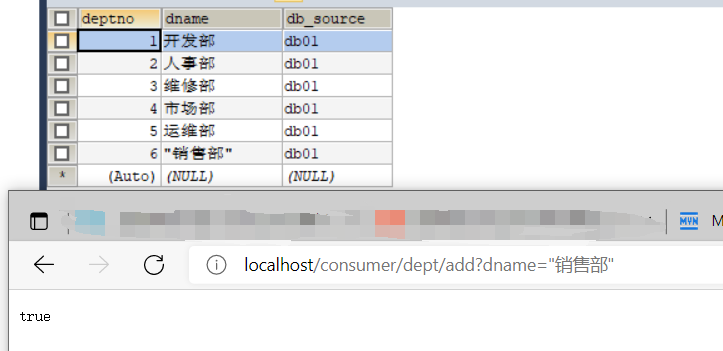 deptno dname db_source
1 开发部 db01
2 人事部 db01
3 维修部 db01
4 市场部 db01
5 运维部 db01
6 "销售部" db01
* (Auto) (NULL) (NULL)
MVN M
localhost/consumer/dept/add?dname="销售部"
true